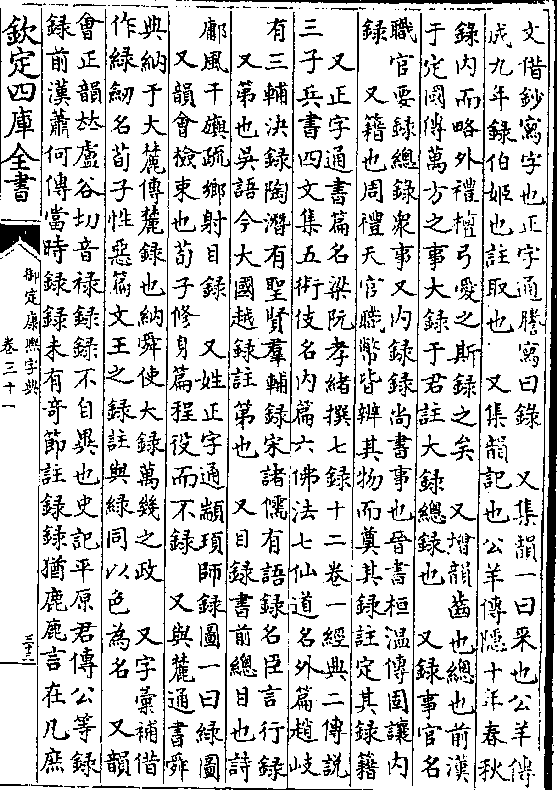 文借鈔寫字也正字通謄寫曰錄　又集韻一曰采也公羊傳
成九年録伯姬也註取也　又集韻記也公羊傳隱十年春秋
錄内而略外禮檀弓愛之斯録之矣　又增韻齒也總也前漢
于定國傳萬方之事大録于君註大録總録也　又録事官名
職官要録總録衆事又内録録尚書事也晉書桓温傳固讓内
録　又籍也周禮天官職幣皆辨其物而奠其録註定其録籍
又正字通書篇名梁阮孝緒撰七録十二卷一經典二傳説
三子兵書四文集五術伎名内篇六佛法七仙道名外篇趙岐
有三輔決録陶潛有聖賢羣輔録宋諸儒有語録名臣言行録
又第也吳語今大國越録註第也　又目録書前總目也詩
鄘風干旟疏鄉射目録　又姓正字通顓頊師録圖一曰緑圖
又韻會檢束也荀子修身篇程役而不録　又與麓通書舜
典納于大麓傳麓録也納舜使大録萬幾之政　又字彙補借
作緑劒名荀子性惡篇文王之録註與緑同以色為名　又韻
會正韻𠀤盧谷切音禄録録不自異也史記平原君傳公等録
録前漢蕭何傳當時録録未有奇節註録録猶鹿鹿言在凡庶
欽定四庫全書
御定康熙字典
卷三十一
三十三